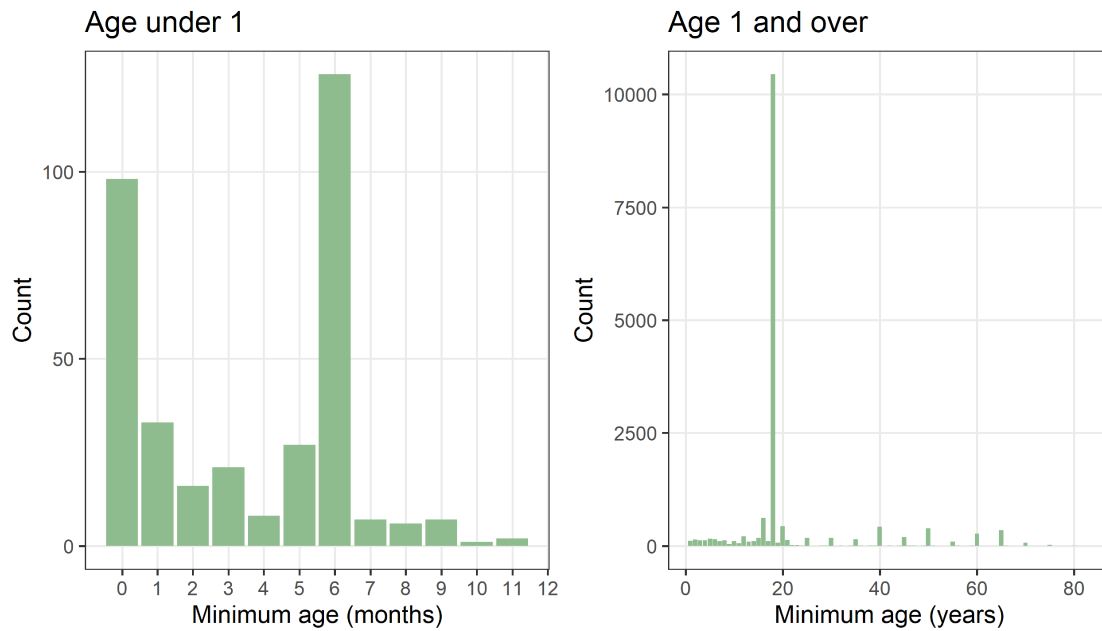 Age under 1
100
50
0
Count
0 1 2 3 4 5 6 7 8 9 10 11 12
Minimum age (months)
Age 1 and over
10000
7500
5000
2500
0
Count
0 20 40 60 80
Minimum age (years)